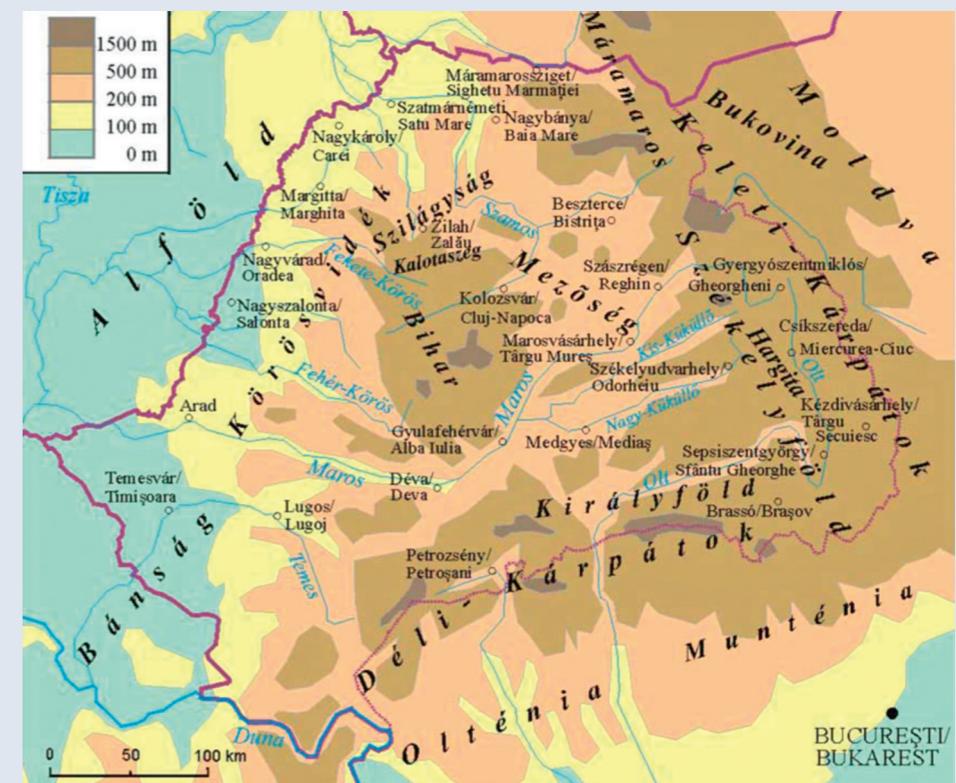 1500 m
500 m
200 m
100 m
0 m
Tisza
Alföld
Máramarossziget/
Sighetu Marmației
Szatmárnémeti
Satu Mare
Nagybánya/
Baia Mare
Nagykároly/
Carei
Máramaros
Bukovina
Moldva
Keleti-Kárpátok
Margitta/
Marghita
Szilágyság
Zilah/
Zalău
Szamos
Beszterce/
Bistrița
Nagyvárad/
Oradea
Körösvidék
Fekete-Körös
Kalotaszeg
Mezőség
Szászrégen/
Reghin
Székelyföld
Gyergyószentmiklós/
Gheorgheni
Nagyszalonta/
Salonta
Kolozsvár/
Cluj-Napoca
Bihar
Marosvásárhely/
Târgu Mureș
Kis-Küküllő
Csíkszereda/
Miercurea-Ciuc
Hargita
Olt
Székelyudvarhely/
Odorheiu
Fehér-Körös
Maros
Nagy-Küküllő
Kézdivásárhely/
Târgu
Secuiesc
Arad
Gyulafehérvár/
Alba Iulia
Medgyes/Mediaș
Sepsiszentgyörgy/
Sfântu Gheorghe
Temesvár/
Timișoara
Maros
Déva/
Deva
Olt
Királyföld
Brassó/Brașov
Lugos/
Lugoj
Bánság
Temes
Petrozsény/
Petroșani
Déli-Kárpátok
Munténia
Olténia
Duna
0 50 100 km
BUCUREȘTI/
BUKAREST